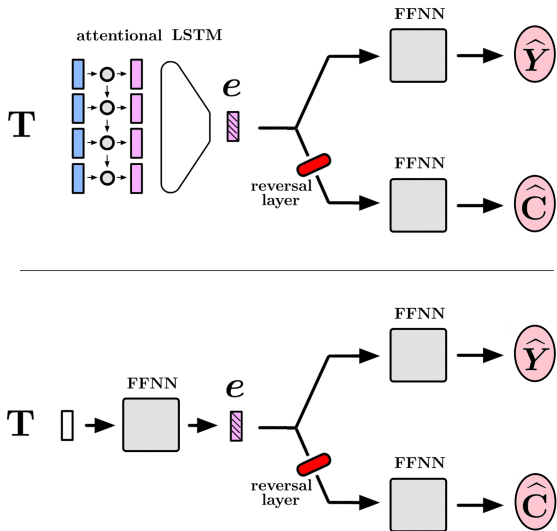 attentional LSTM
FFNN
Ŷ
T
e
FFNN
reversal
layer
Ĉ
FFNN
Ŷ
T
FFNN
e
FFNN
reversal
layer
Ĉ